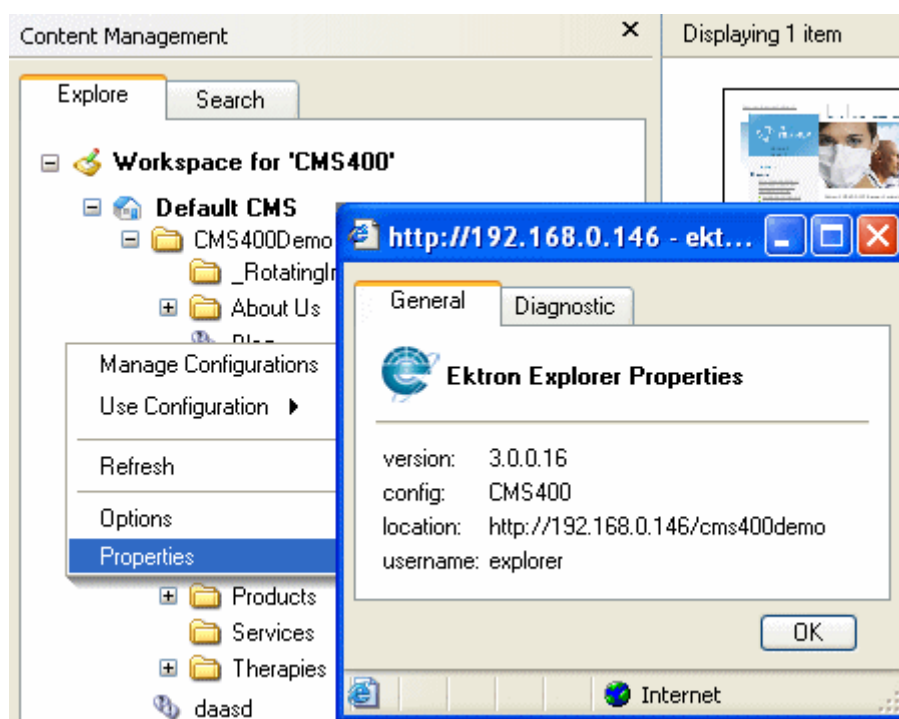 Content Management
Displaying 1 item
Explore
Search
Workspace for 'CMS400'
Default CMS
CMS400Demo
_RotatingIr
About Us
Manage Configurations
Use Configuration
Refresh
Options
Properties
Products
Services
Therapies
daasd
http://192.168.0.146 - ekt...
General
Diagnostic
Ektron Explorer Properties
version: 3.0.0.16
config: CMS400
location: http://192.168.0.146/cms400demo
username: explorer
OK
Internet